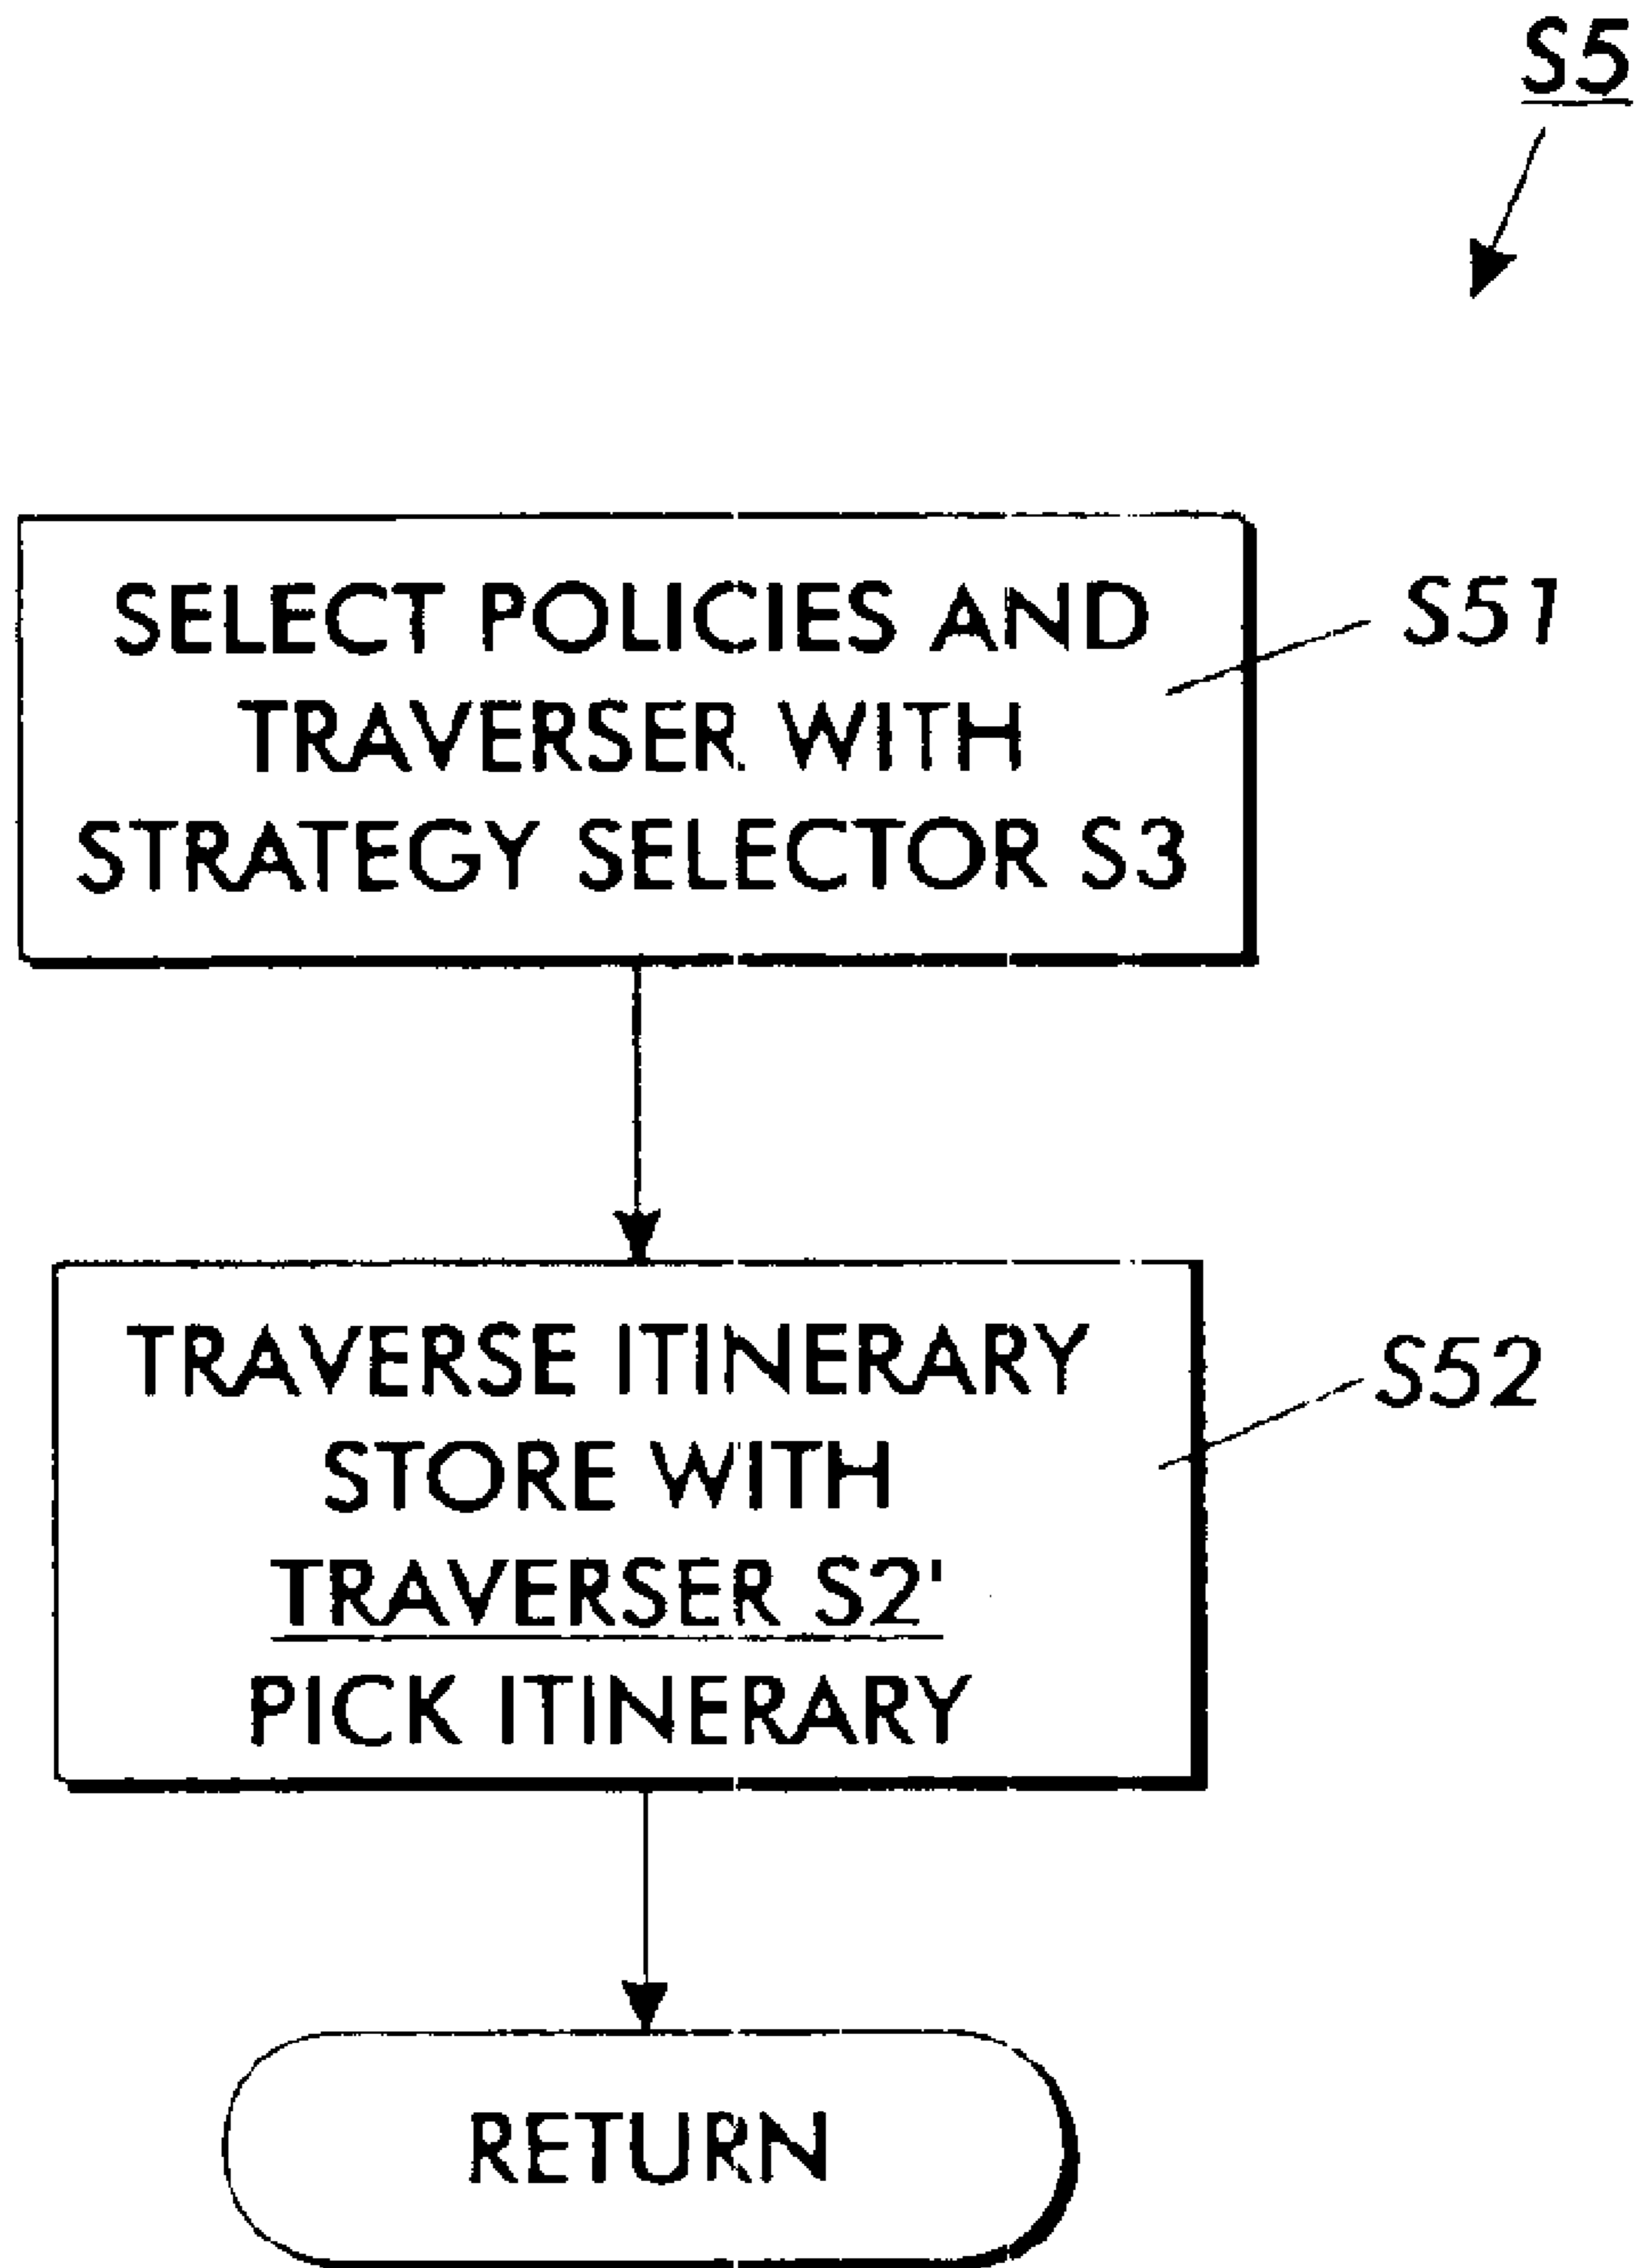 S5
SELECT POLICIES AND
TRAVERSER WITH
STRATEGY SELECTOR S3
S51
TRAVERSE ITINERARY
STORE WITH
TRAVERSER S2'
PICK ITINERARY
S52
RETURN